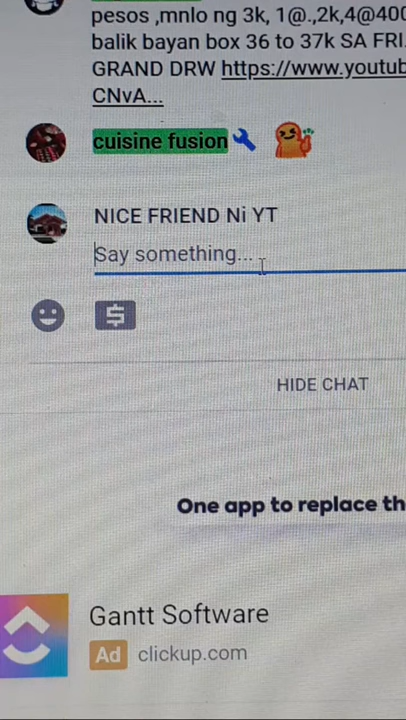 pesos ,mnlo ng 3k, 1@.,2k,4@400
balik bayan box 36 to 37k SA FRI.
GRAND DRW https://www.youtub
CNvA...
cuisine fusion
NICE FRIEND Ni YT
Say something...
HIDE CHAT
One app to replace th
Gantt Software
Ad clickup.com